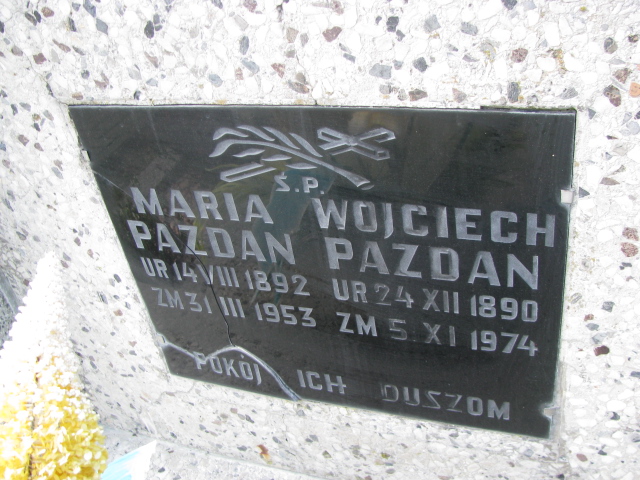 Ś.P.
MARIA WOJCIECH
PAZDAN PAZDAN
UR 14 VIII 1892 UR 24 XII 1890
ZM 31 III 1953 ZM 5 XI 1974
POKÓJ ICH DUSZOM